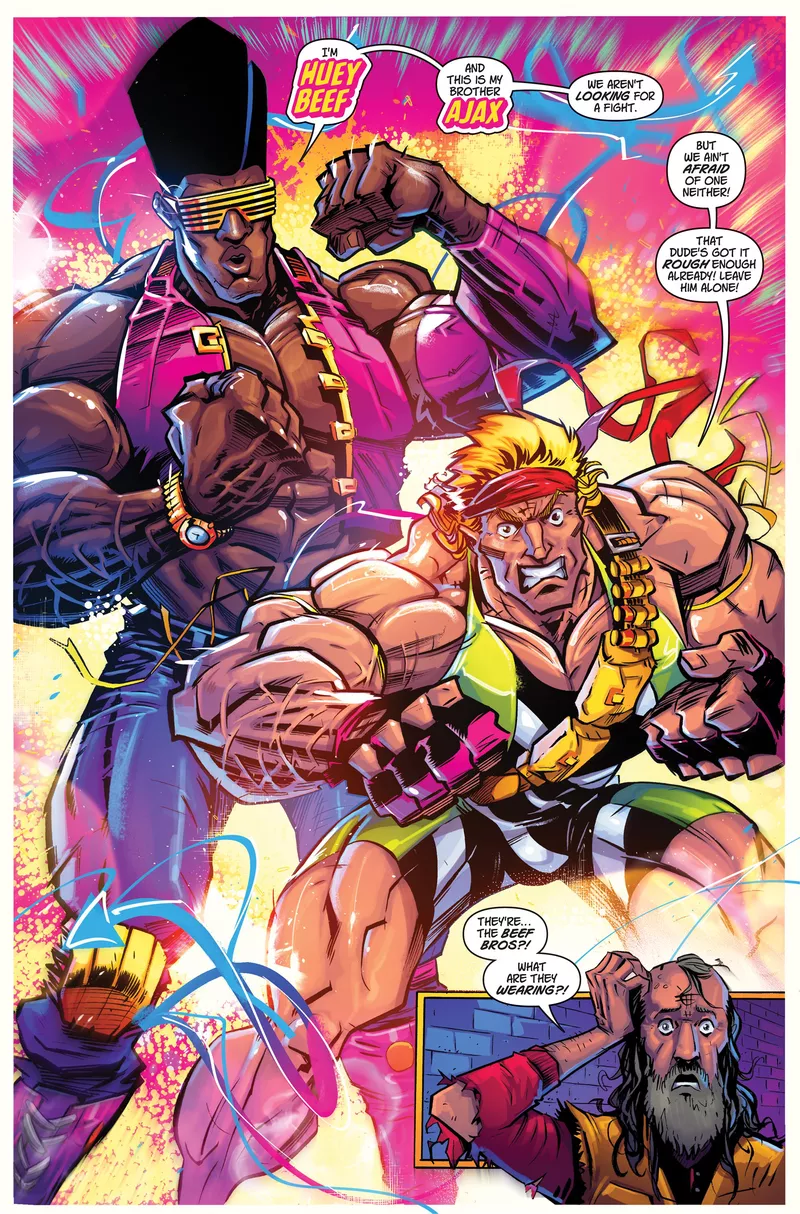 I'M
HUEY
BEEF
AND
THIS IS MY
BROTHER
AJAX
WE AREN'T
LOOKING FOR
A FIGHT.
BUT
WE AIN'T
AFRAID
OF ONE
NEITHER!
THAT
DUDE'S GOT IT
ROUGH ENOUGH
ALREADY! LEAVE
HIM ALONE!
THEY'RE...
THE BEEF
BROS?!
WHAT
ARE THEY
WEARING?!